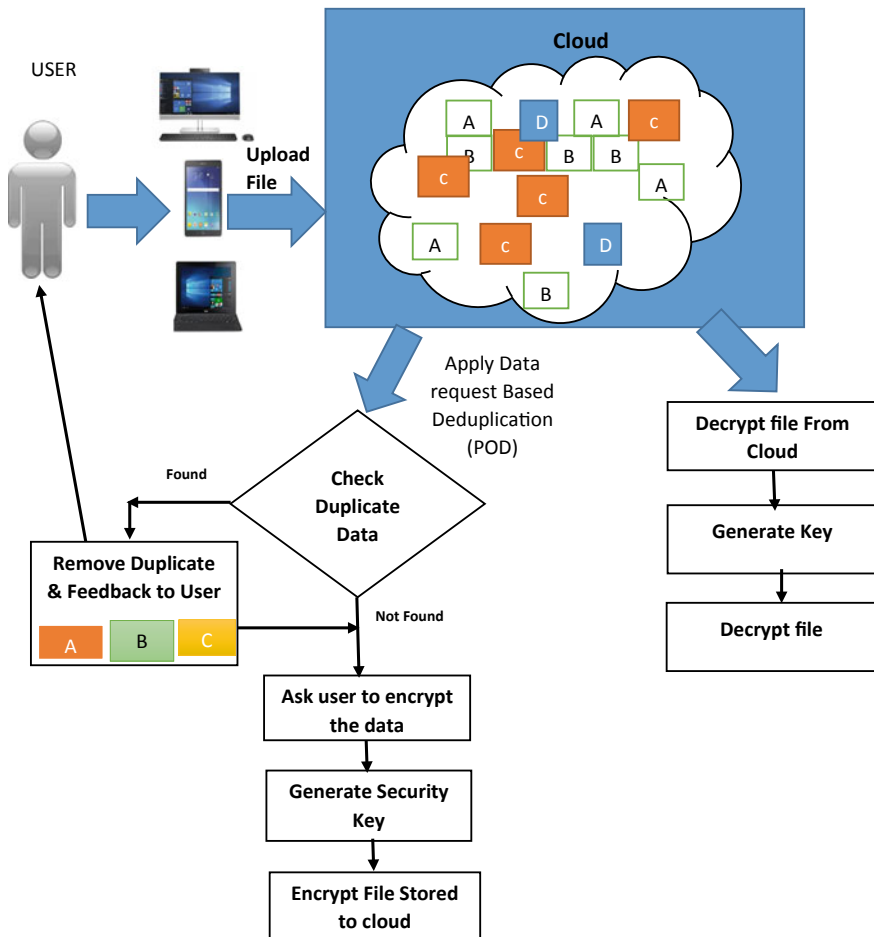 Cloud
USER
A
D
A
c
Upload
File
B
c
B
B
c
A
c
A
c
D
B
Apply Data
request Based
Deduplication
(POD)
Decrypt file From
Cloud
Found
Check
Duplicate
Data
Generate Key
Remove Duplicate
& Feedback to User
A
B
C
Not Found
Decrypt file
Ask user to encrypt
the data
Generate Security
Key
Encrypt File Stored
to cloud